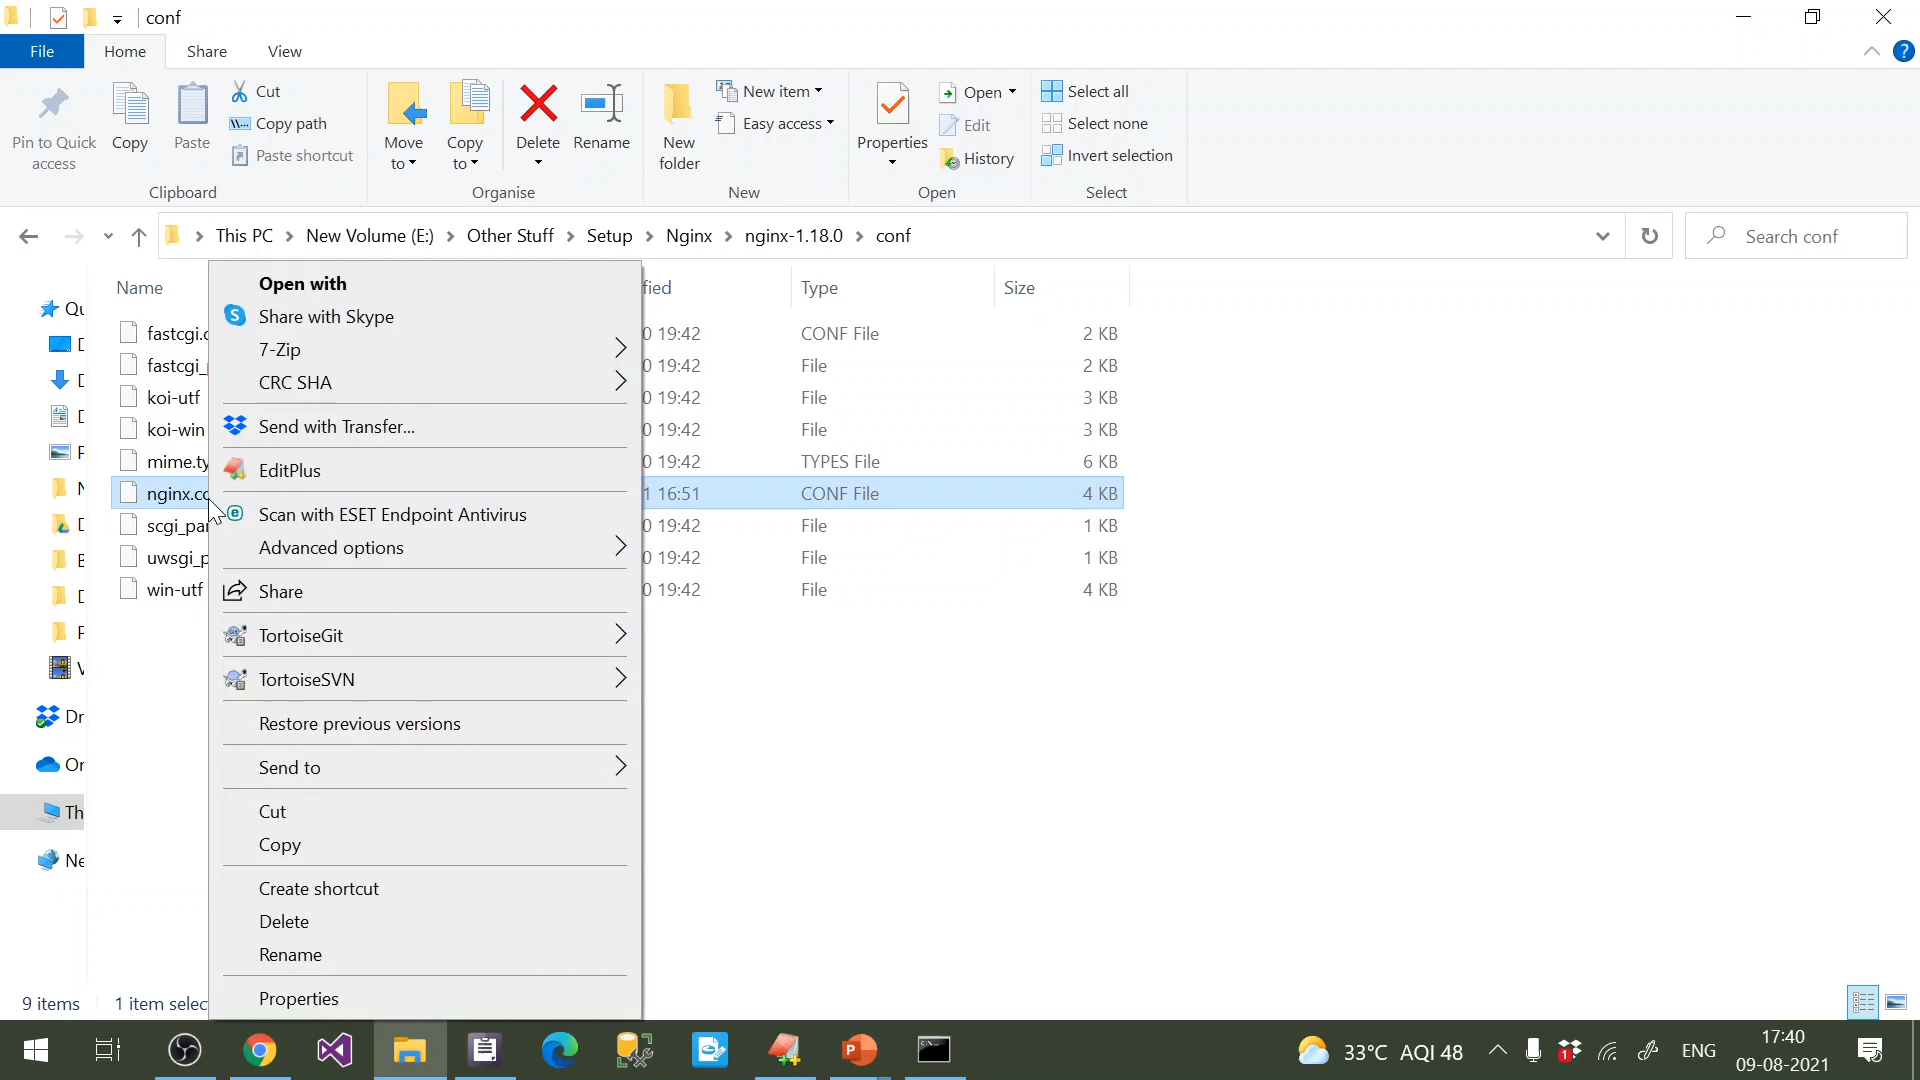 conf
File
Home
Share
View
Pin to Quick access
Copy
Paste
Cut
Copy path
Paste shortcut
Clipboard
Move to
Copy to
Delete
Rename
Organise
New folder
New item
Easy access
New
Properties
Open
Edit
History
Open
Select all
Select none
Invert selection
Select
This PC
New Volume (E:)
Other Stuff
Setup
Nginx
nginx-1.18.0
conf
Search conf
Name
fied
Type
Size
fastcgi.c
0 19:42
CONF File
2 KB
fastcgi_p
0 19:42
File
2 KB
koi-utf
0 19:42
File
3 KB
koi-win
0 19:42
File
3 KB
mime.ty
0 19:42
TYPES File
6 KB
nginx.co
1 16:51
CONF File
4 KB
scgi_par
0 19:42
File
1 KB
uwsgi_p
0 19:42
File
1 KB
win-utf
0 19:42
File
4 KB
Qu
Dr
Or
Th
Ne
Open with
Share with Skype
7-Zip
CRC SHA
Send with Transfer...
EditPlus
Scan with ESET Endpoint Antivirus
Advanced options
Share
TortoiseGit
TortoiseSVN
Restore previous versions
Send to
Cut
Copy
Create shortcut
Delete
Rename
Properties
9 items
1 item selec
33°C AQI 48
ENG
17:40
09-08-2021